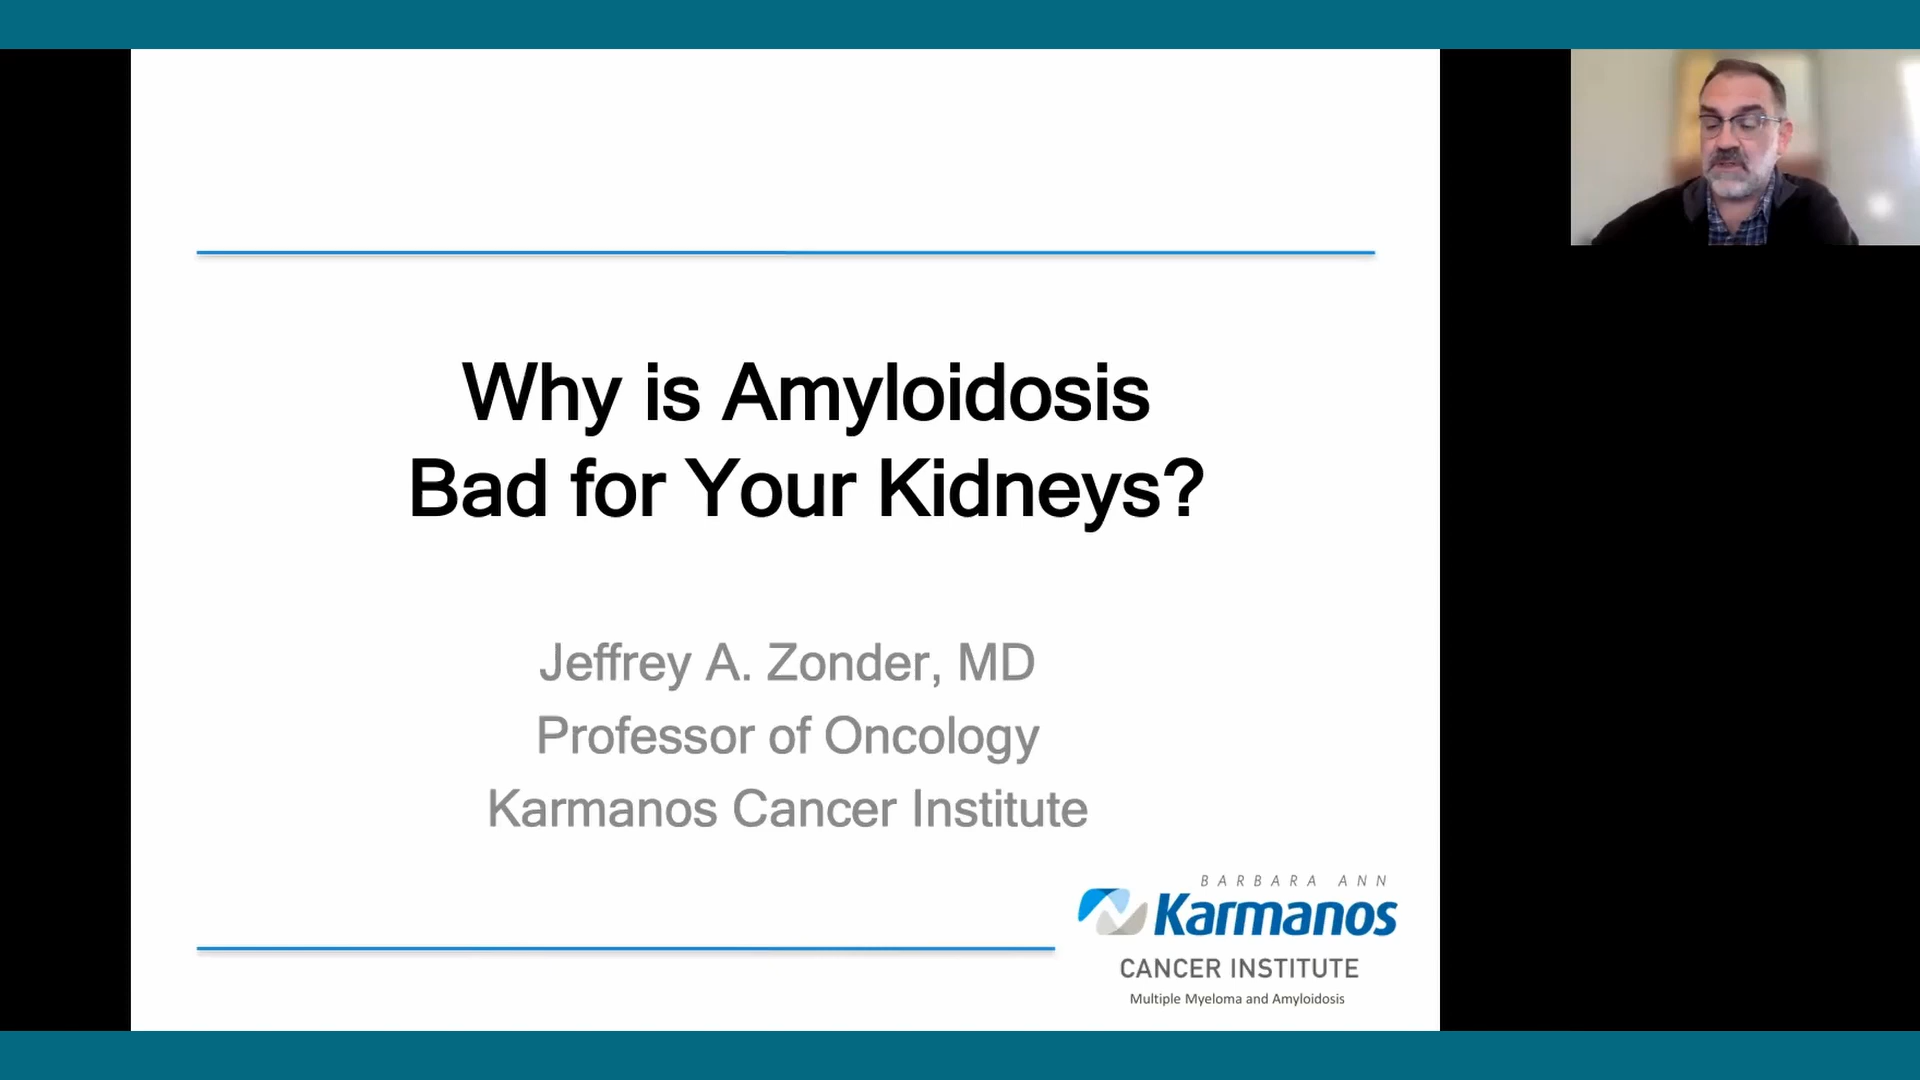 Why is Amyloidosis
Bad for Your Kidneys?
Jeffrey A. Zonder, MD
Professor of Oncology
Karmanos Cancer Institute
BARBARA ANN
Karmanos
CANCER INSTITUTE
Multiple Myeloma and Amyloidosis